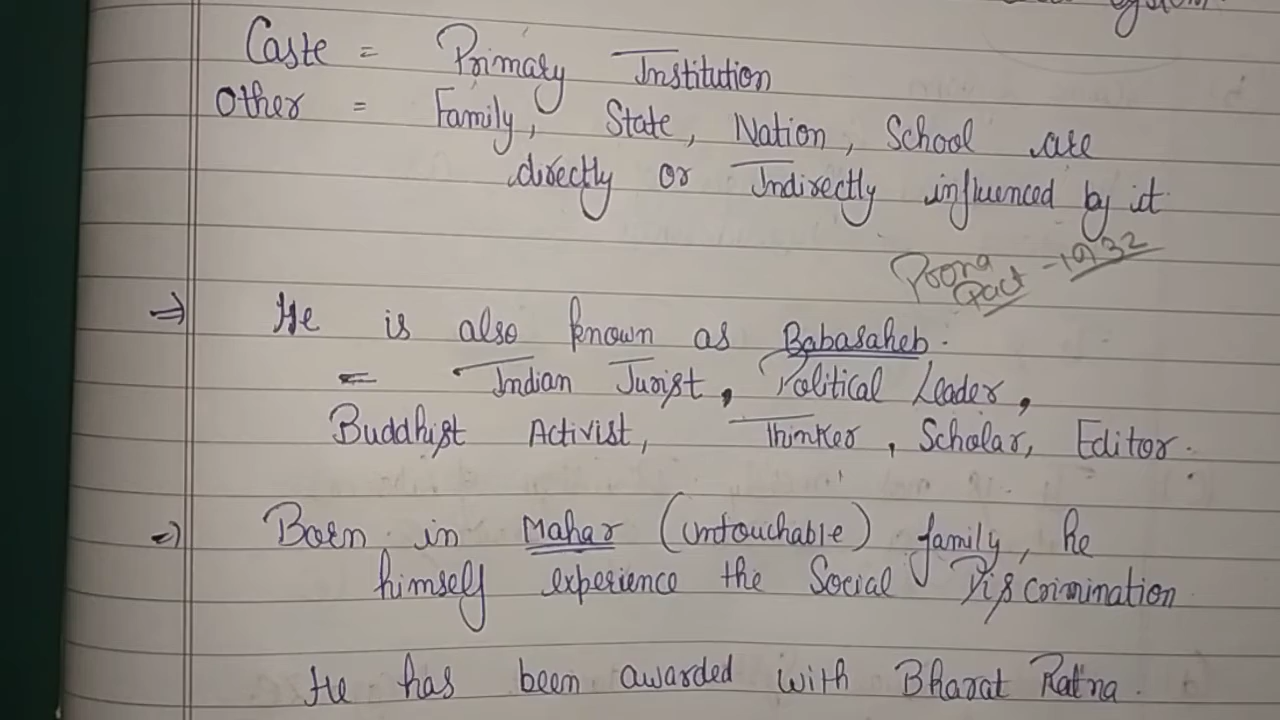 Caste = Primary Institution
Other = Family, State, Nation, School are
directly or Indirectly influenced by it
Poona Pact - 1932
⇒ He is also known as Babasaheb.
= Indian Jurist, Political Leader,
Buddhist Activist, Thinker, Scholar, Editor.
⇒ Born in Mahar (untouchable) family, he
himself experience the Social Discrimination
He has been awarded with Bharat Ratna.